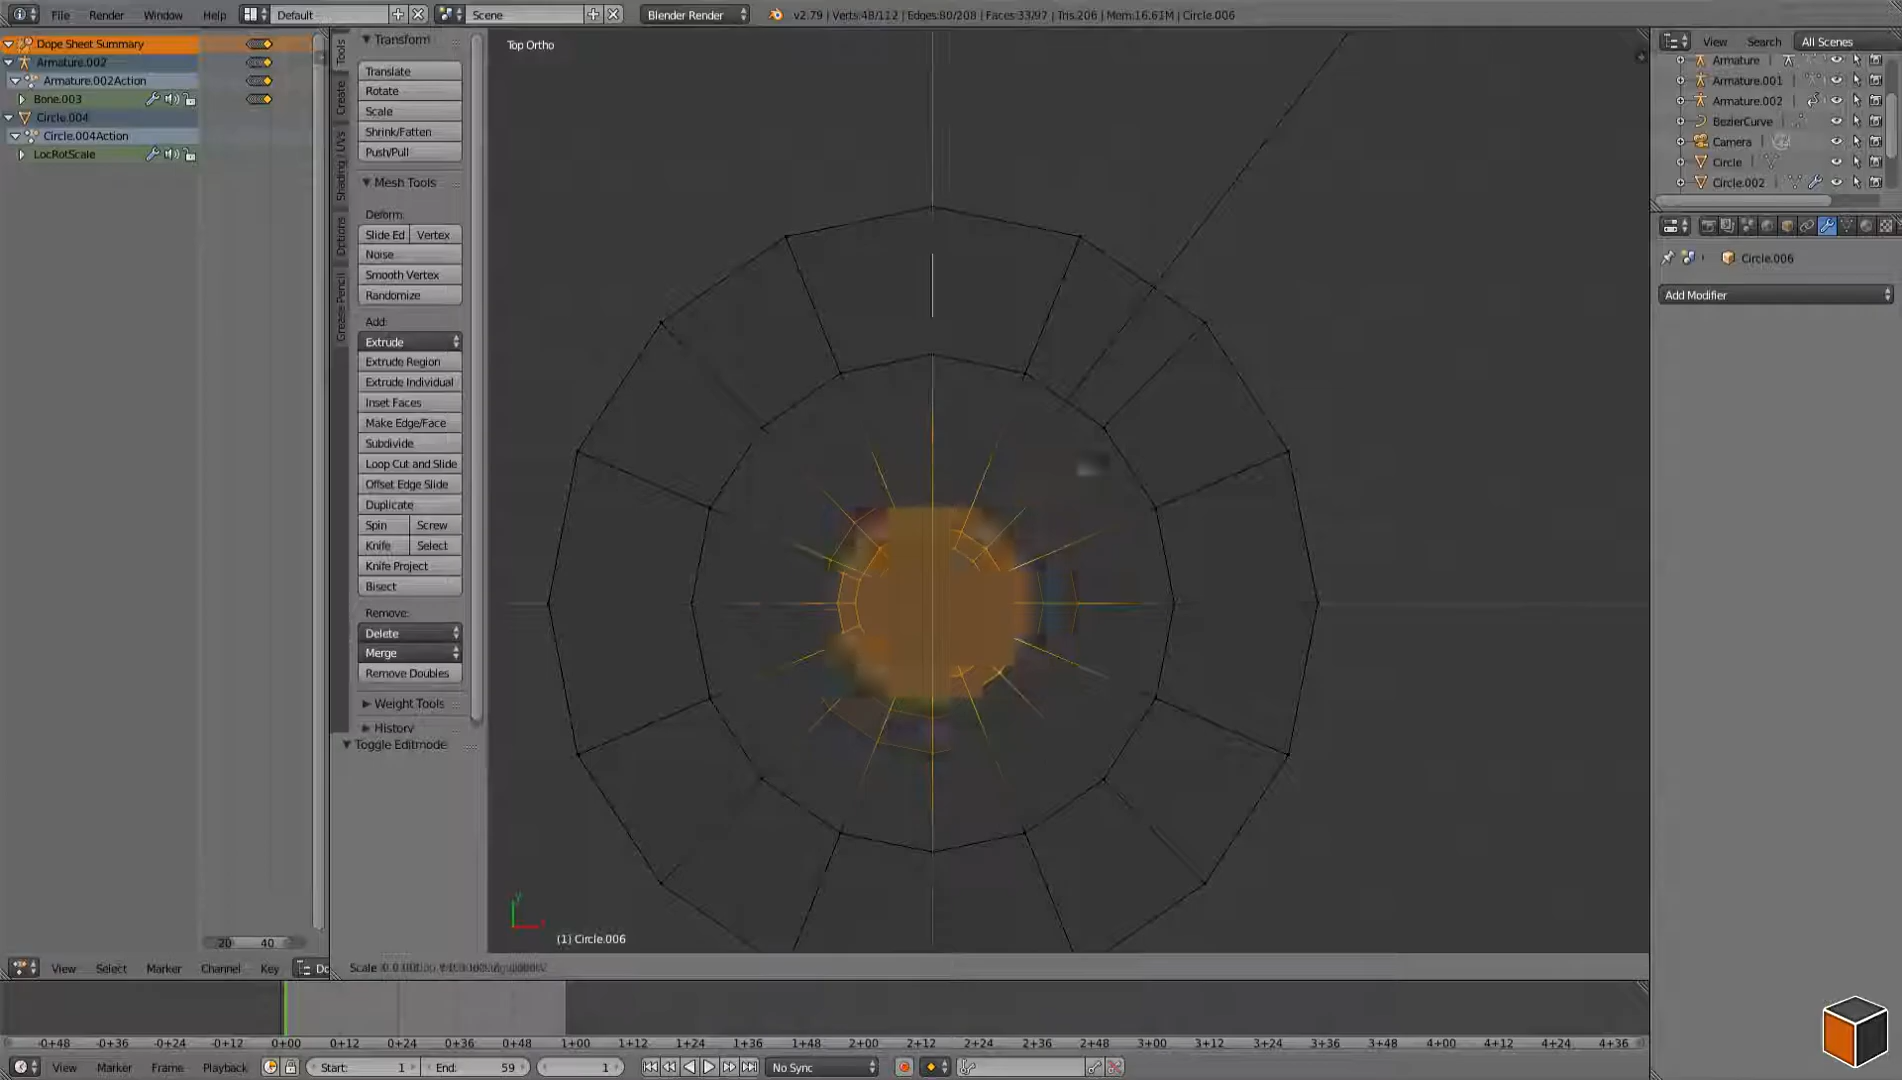 File Render Window Help Default Scene Blender Render v2.79 | Verts:48/112 | Edges:80/208 | Faces:33/97 | Tris:206 | Mem:16.61M | Circle.006
Dope Sheet Summary
Armature.002
Armature.002Action
Bone.003
Circle.004
Circle.004Action
LocRotScale
20 40
View Select Marker Channel Key Do
Tools
Create
Shading / UVs
Options
Grease Pencil
Transform
Translate
Rotate
Scale
Shrink/Fatten
Push/Pull
Mesh Tools
Deform:
Slide Ed Vertex
Noise
Smooth Vertex
Randomize
Add:
Extrude
Extrude Region
Extrude Individual
Inset Faces
Make Edge/Face
Subdivide
Loop Cut and Slide
Offset Edge Slide
Duplicate
Spin Screw
Knife Select
Knife Project
Bisect
Remove:
Delete
Merge
Remove Doubles
Weight Tools
History
Toggle Editmode
Top Ortho
(1) Circle.006
Scale
View Search All Scenes
Armature
Armature.001
Armature.002
BezierCurve
Camera
Circle
Circle.002
Circle.006
Add Modifier
-0+48 -0+36 -0+24 -0+12 0+00 0+12 0+24 0+36 0+48 1+00 1+12 1+24 1+36 1+48 2+00 2+12 2+24 2+36 2+48 3+00 3+12 3+24 3+36 3+48 4+00 4+12 4+24 4+36
View Marker Frame Playback Start: 1 End: 59 1 No Sync